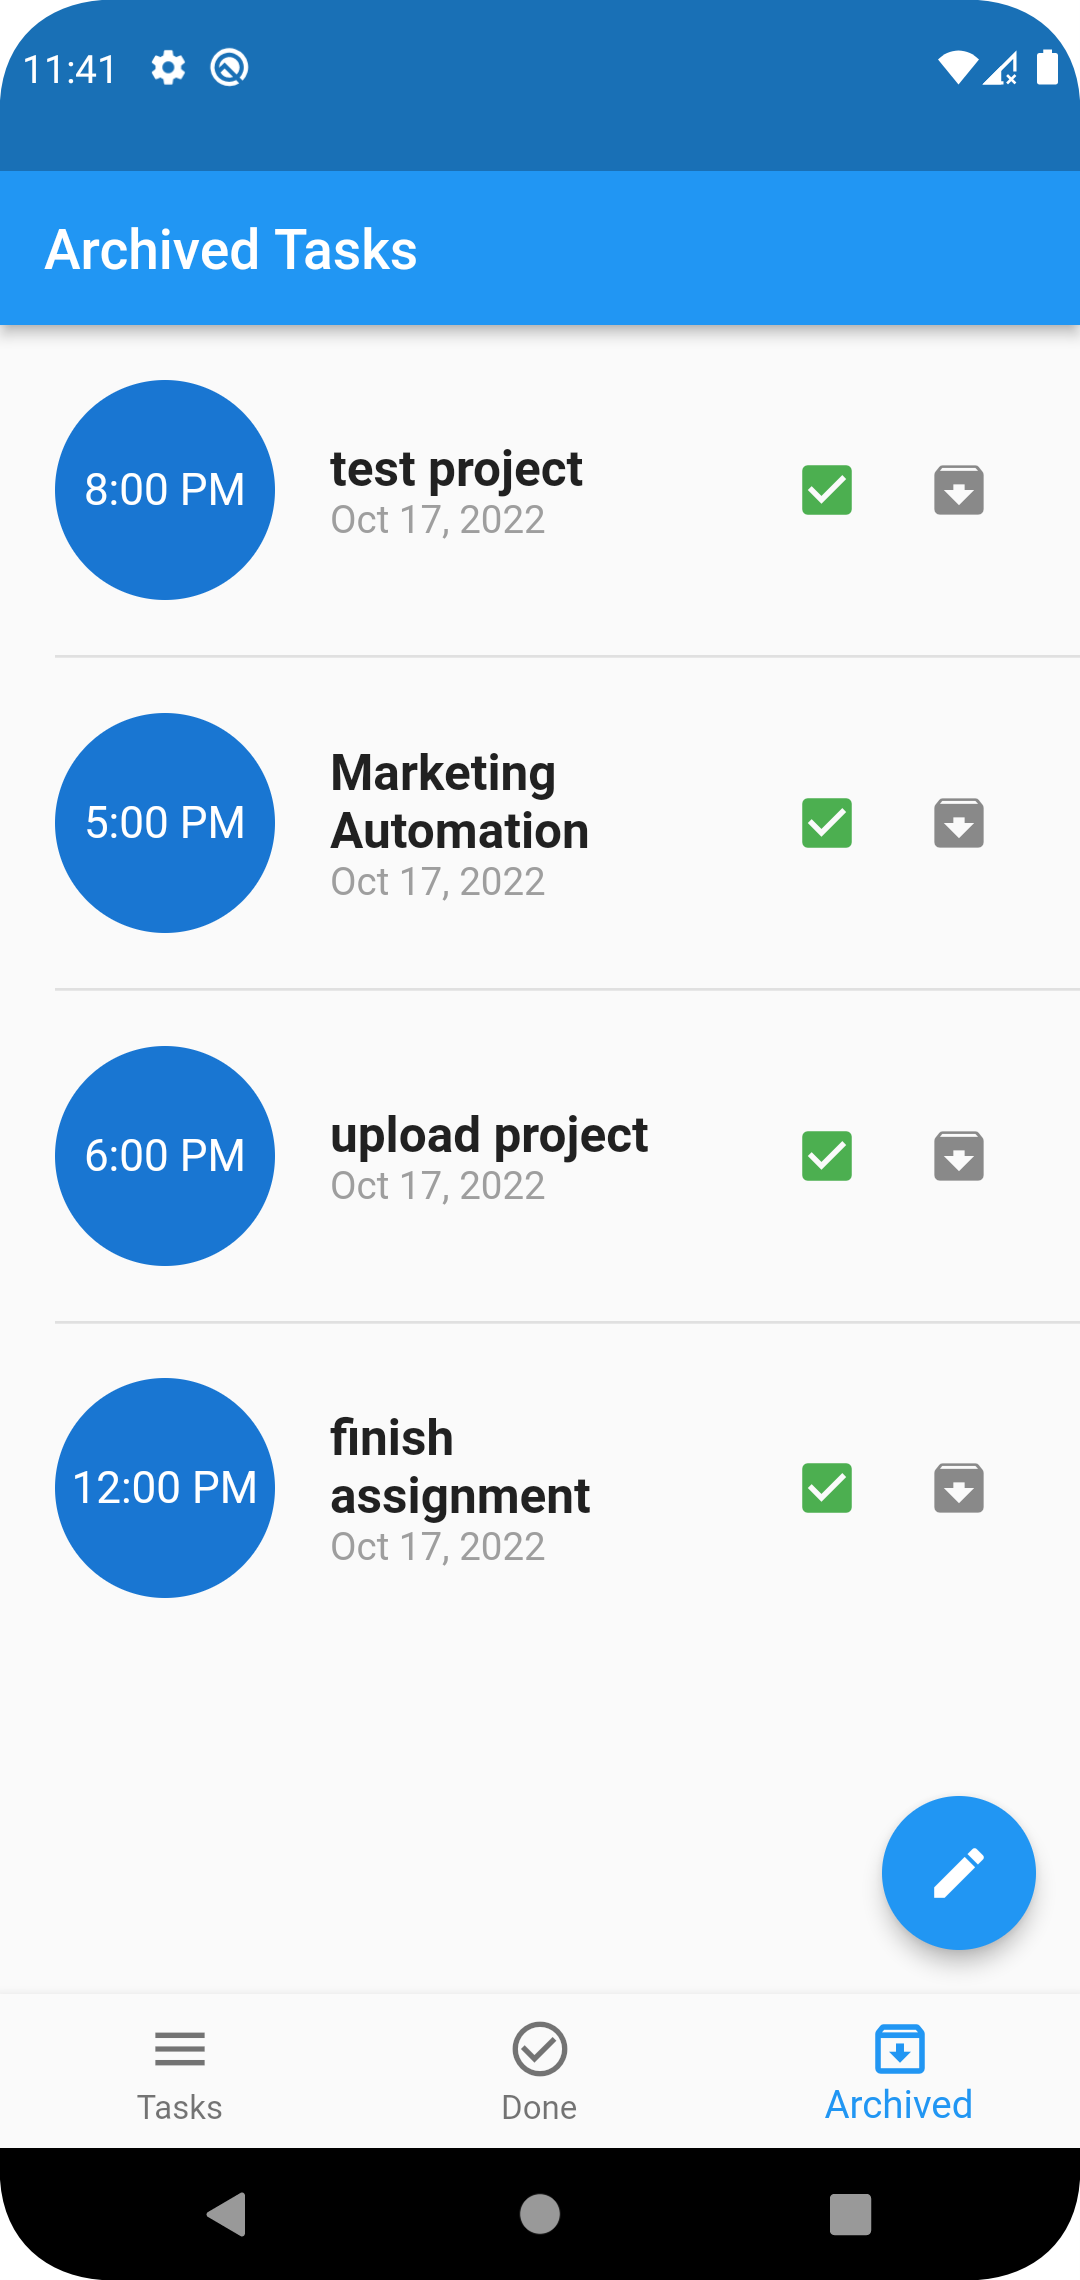 11:41
Archived Tasks
8:00 PM
test project
Oct 17, 2022
5:00 PM
Marketing
Automation
Oct 17, 2022
6:00 PM
upload project
Oct 17, 2022
12:00 PM
finish
assignment
Oct 17, 2022
Tasks
Done
Archived